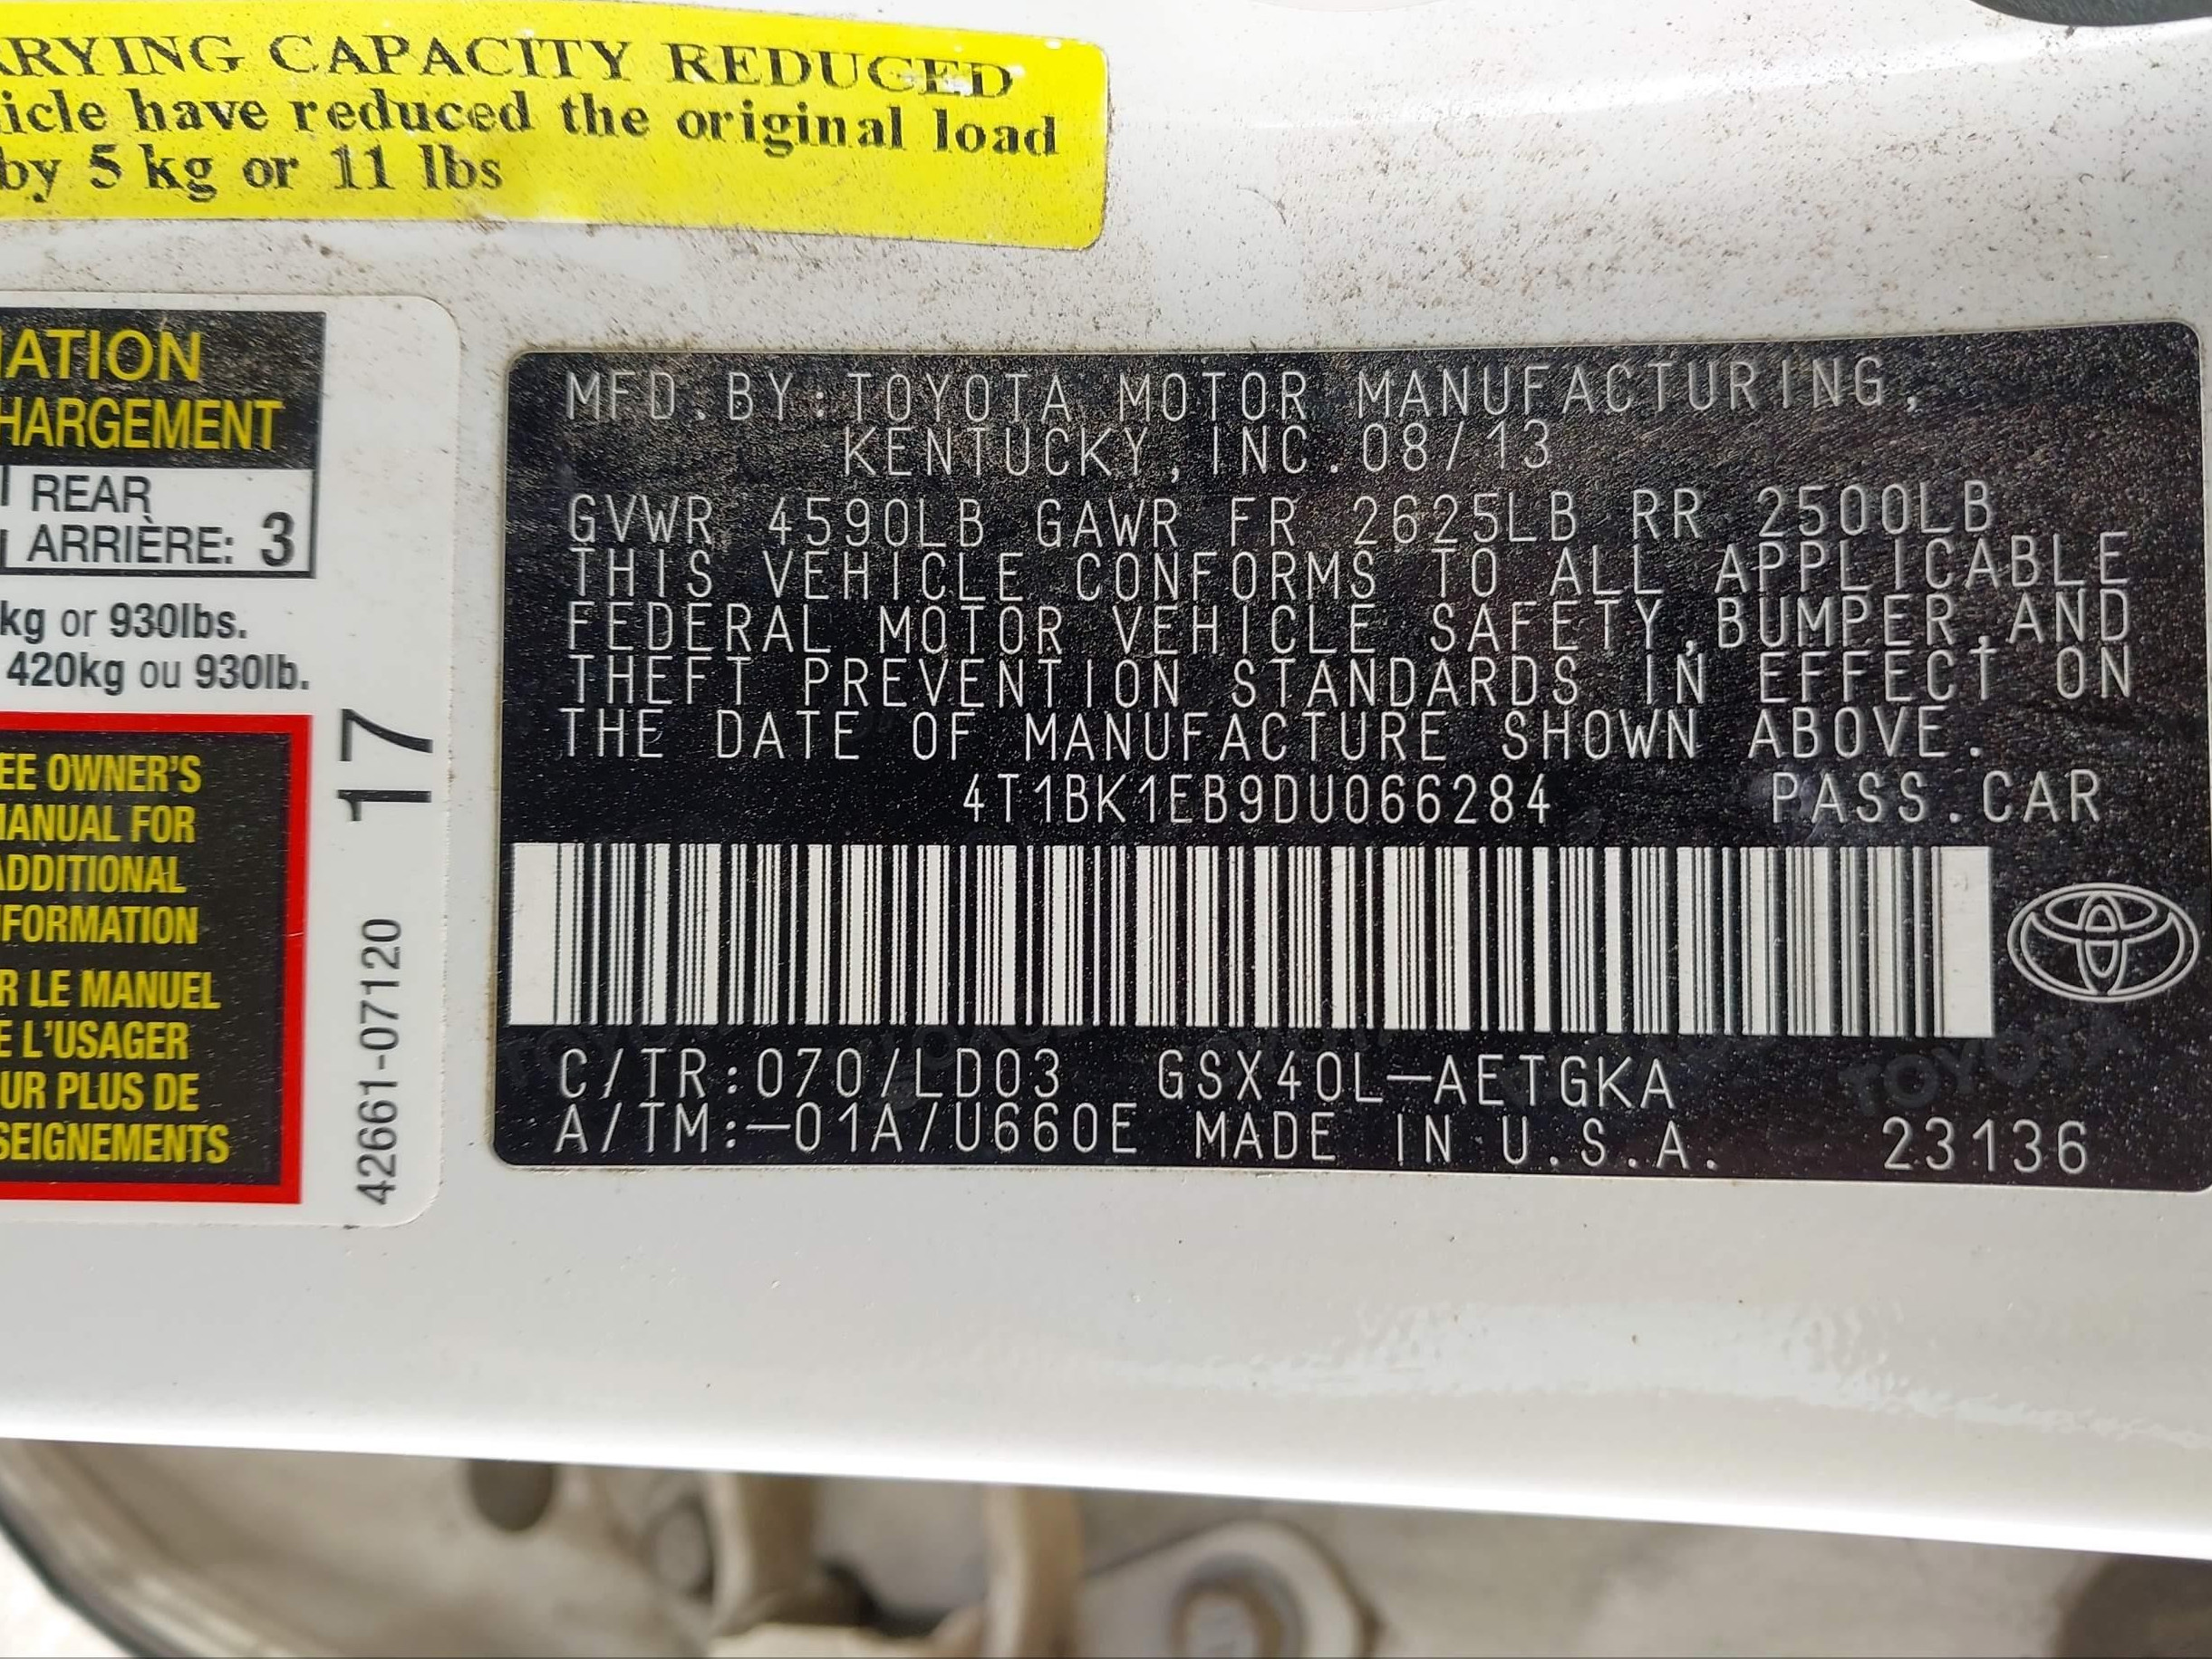 RYING CAPACITY REDUCED
icle have reduced the original load
by 5 kg or 11 lbs
ATION
HARGEMENT
REAR
ARRIÈRE: 3
kg or 930lbs.
420kg ou 930lb.
EE OWNER'S
ANUAL FOR
ADDITIONAL
FORMATION
R LE MANUEL
E L'USAGER
UR PLUS DE
SEIGNEMENTS
17
42661-07120
MFD.BY:TOYOTA MOTOR MANUFACTURING,
KENTUCKY,INC.08/13
GVWR 4590LB GAWR FR 2625LB RR 2500LB
THIS VEHICLE CONFORMS TO ALL APPLICABLE
FEDERAL MOTOR VEHICLE SAFETY,BUMPER,AND
THEFT PREVENTION STANDARDS IN EFFECT ON
THE DATE OF MANUFACTURE SHOWN ABOVE.
4T1BK1EB9DU066284 PASS.CAR
C/TR:070/LD03 GSX40L-AETGKA
A/TM:-01A/U660E MADE IN U.S.A. 23136